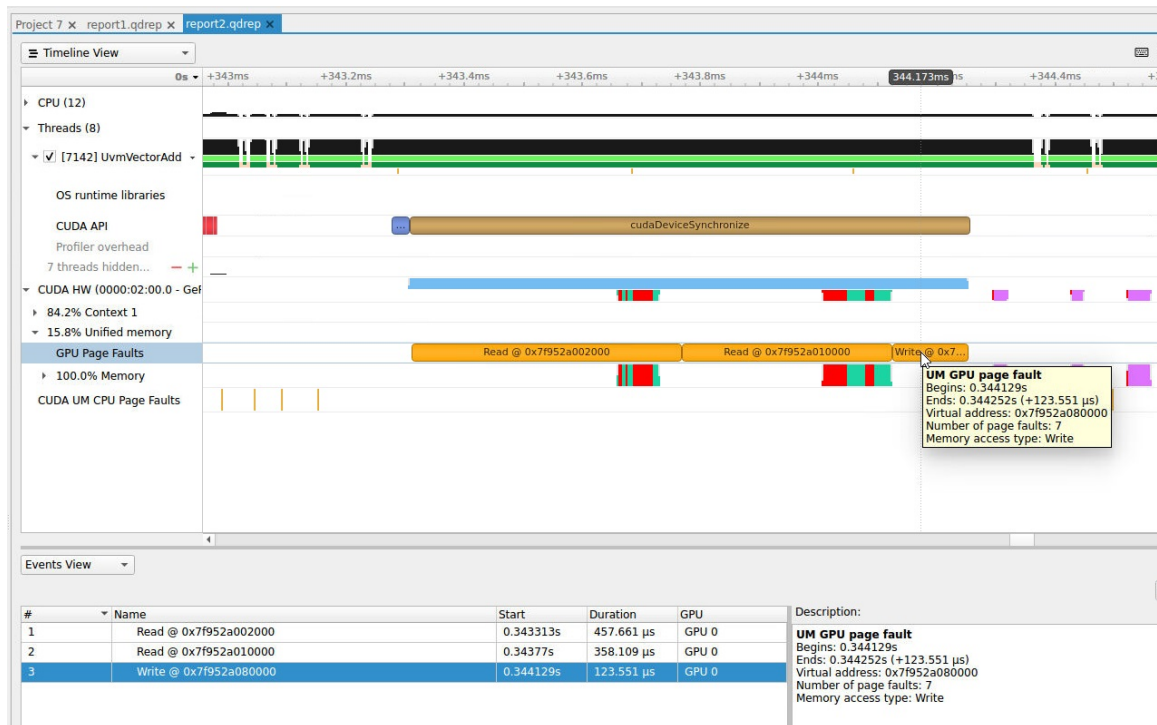 Project 7 × report1.qdrep × report2.qdrep ×
Timeline View
0s +343ms +343.2ms +343.4ms +343.6ms +343.8ms +344ms 344.173ms ns +344.4ms
CPU (12)
Threads (8)
[7142] UvmVectorAdd
OS runtime libraries
CUDA API ... cudaDeviceSynchronize
Profiler overhead
7 threads hidden... − +
CUDA HW (0000:02:00.0 - GeF
84.2% Context 1
15.8% Unified memory
GPU Page Faults Read @ 0x7f952a002000 Read @ 0x7f952a010000 Write @ 0x7...
100.0% Memory
CUDA UM CPU Page Faults
UM GPU page fault
Begins: 0.344129s
Ends: 0.344252s (+123.551 µs)
Virtual address: 0x7f952a080000
Number of page faults: 7
Memory access type: Write
Events View
# Name Start Duration GPU
1 Read @ 0x7f952a002000 0.343313s 457.661 µs GPU 0
2 Read @ 0x7f952a010000 0.34377s 358.109 µs GPU 0
3 Write @ 0x7f952a080000 0.344129s 123.551 µs GPU 0
Description:
UM GPU page fault
Begins: 0.344129s
Ends: 0.344252s (+123.551 µs)
Virtual address: 0x7f952a080000
Number of page faults: 7
Memory access type: Write